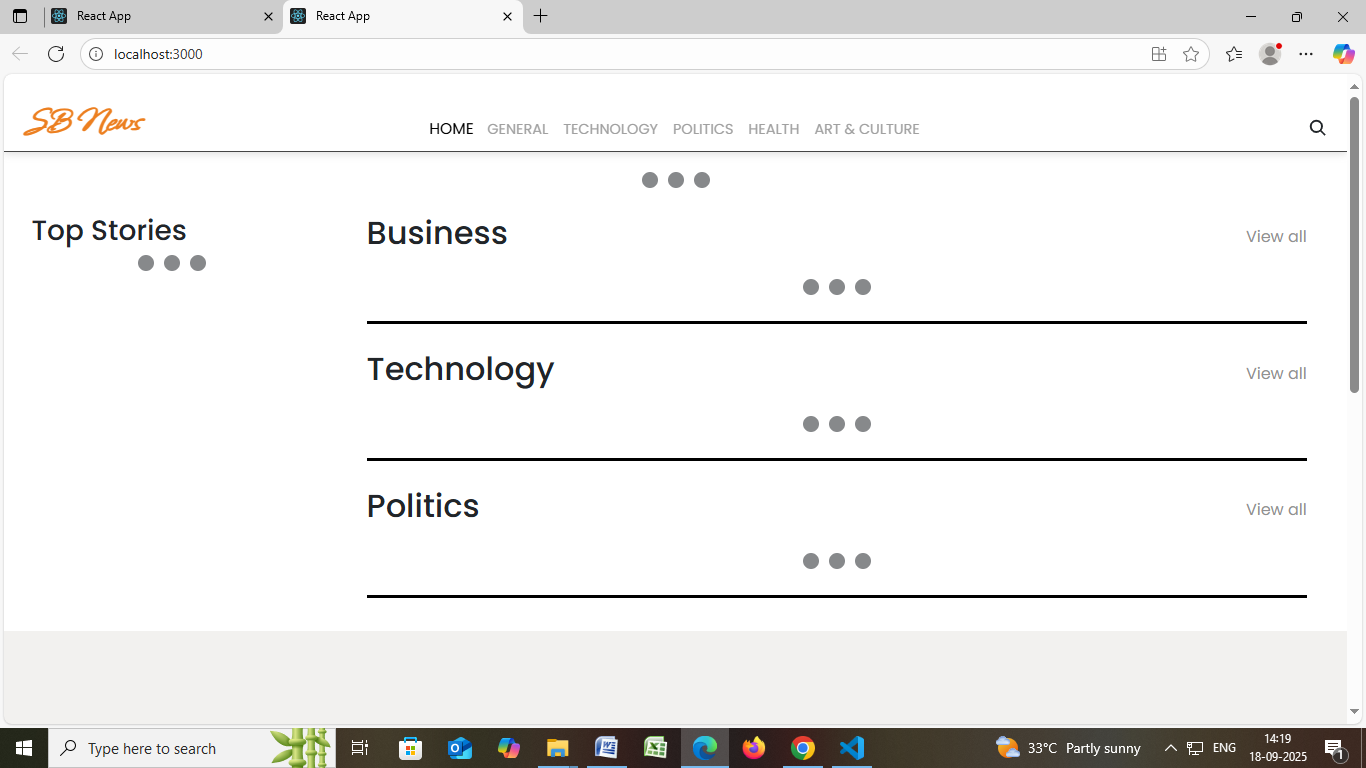 React App
React App
localhost:3000
SB News
HOME GENERAL TECHNOLOGY POLITICS HEALTH ART & CULTURE
Top Stories
Business
View all
Technology
View all
Politics
View all
Type here to search
33°C Partly sunny
ENG
14:19
18-09-2025
1